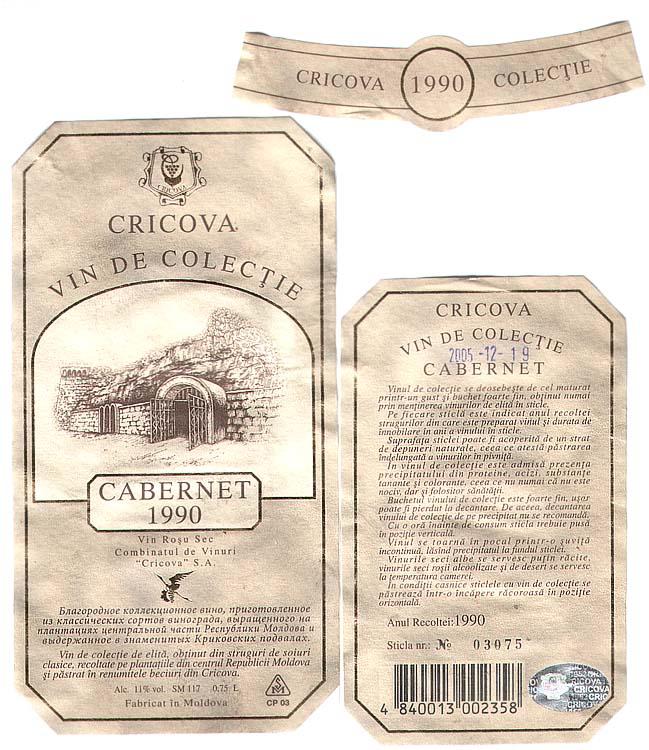 CRICOVA 1990 COLECŢIE
CRICOVA
CRICOVA
VIN DE COLECŢIE
CABERNET
1990
Vin Roşu Sec
Combinatul de Vinuri
“Cricova” S.A.
Благородное коллекционное вино, приготовленное
из классических сортов винограда, выращенного на
плантациях центральной части Республики Молдова и
выдержанное в знаменитых Криковских подвалах.
Vin de colecţie de elită, obţinut din struguri de soiuri
clasice, recoltate pe plantaţiile din centrul Republicii Moldova
şi păstrat în renumitele beciuri din Cricova.
Alc. 11% vol. SM 117 0,75 L
Fabricat în Moldova
CP 03
CRICOVA
VIN DE COLECŢIE
2005-12-19
CABERNET
Vinul de colecţie se deosebeşte de cel maturat
printr-un gust şi buchet foarte fin, obţinut numai
prin menţinerea vinurilor de elită în sticle.
Pe fiecare sticlă este indicat anul recoltei
strugurilor din care este preparat vinul şi durata de
înnobilare în ani a vinului în sticle.
Suprafaţa sticlei poate fi acoperită de un strat
de depuneri naturale, ceea ce atestă păstrarea
îndelungată a vinurilor în pivniţă.
În vinul de colecţie este admisă prezenţa
precipitatului din proteine, acizi, substanţe
tanante şi colorante, ceea ce nu numai că nu este
nociv, dar şi folositor sănătăţii.
Buchetul vinului de colecţie este foarte fin, uşor
poate fi pierdut la decantare. De aceea, decantarea
vinului de colecţie de pe precipitat nu se recomandă.
Cu o oră înainte de consum sticla trebuie pusă
în poziţie verticală.
Vinul se toarnă în pocal printr-o şuviţă
incontinuă, lăsind precipitatul la fundul sticlei.
Vinurile seci albe se servesc puţin răcite,
vinurile seci roşii alcoolizate şi de desert se servesc
la temperatura camerei.
În condiţii casnice sticlele cu vin de colecţie se
păstrează într-o încăpere răcoroasă în poziţie
orizontală.
Anul Recoltei: 1990
Sticla nr.: № 03075
4 840013 002358
CRICOVA